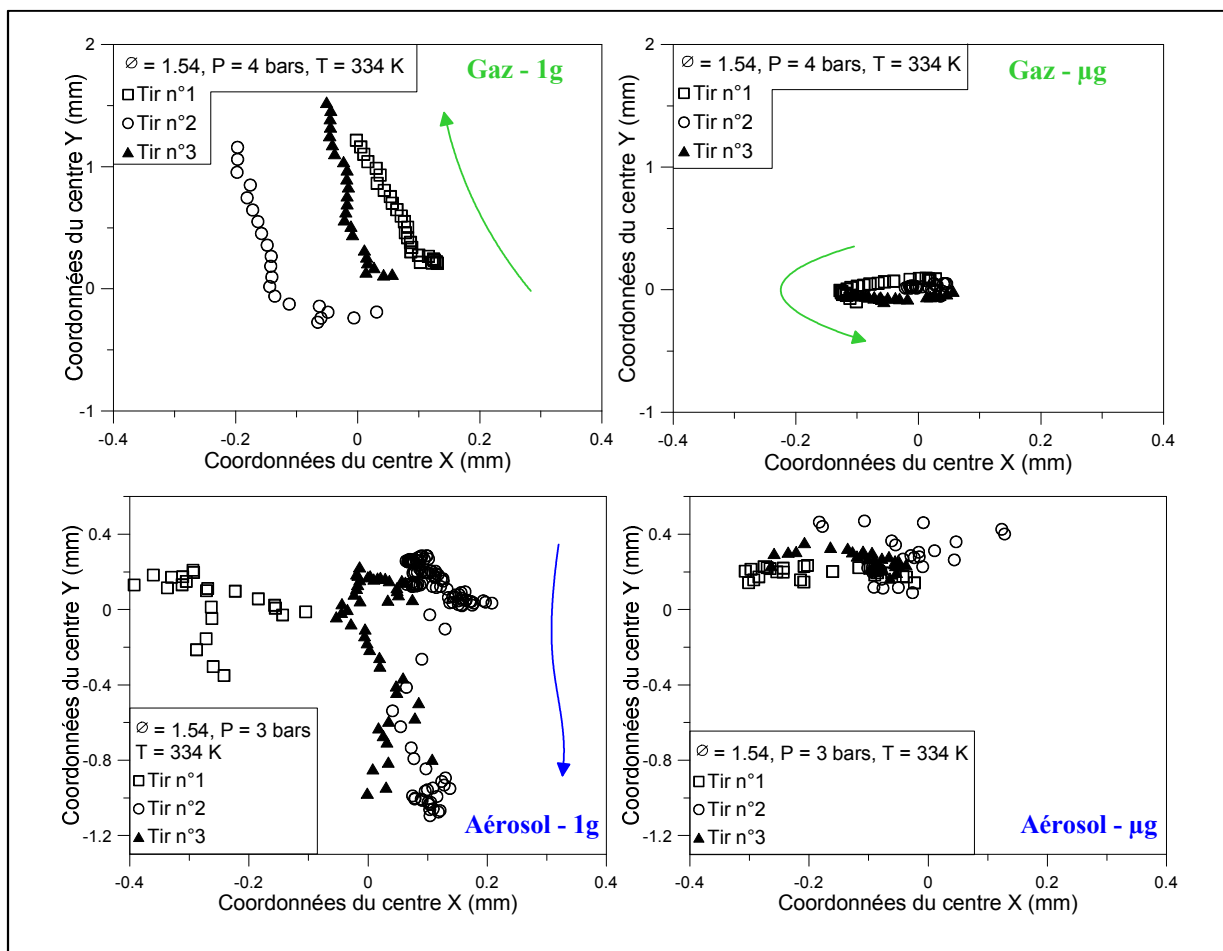 Ø = 1.54, P = 4 bars, T = 334 K
Tir n°1
Tir n°2
Tir n°3
Gaz - 1g
Coordonnées du centre Y (mm)
2
1
0
-1
-0.4
-0.2
0
0.2
0.4
Coordonnées du centre X (mm)
Ø = 1.54, P = 4 bars, T = 334 K
Tir n°1
Tir n°2
Tir n°3
Gaz - µg
Coordonnées du centre Y (mm)
2
1
0
-1
-0.4
-0.2
0
0.2
0.4
Coordonnées du centre X (mm)
Coordonnées du centre Y (mm)
0.4
0
-0.4
-0.8
-1.2
Ø = 1.54, P = 3 bars
T = 334 K
Tir n°1
Tir n°2
Tir n°3
Aérosol - 1g
-0.4
-0.2
0
0.2
0.4
Coordonnées du centre X (mm)
Coordonnées du centre Y (mm)
0.4
0
-0.4
-0.8
-1.2
Ø = 1.54, P = 3 bars, T = 334 K
Tir n°1
Tir n°2
Tir n°3
Aérosol - µg
-0.4
-0.2
0
0.2
0.4
Coordonnées du centre X (mm)